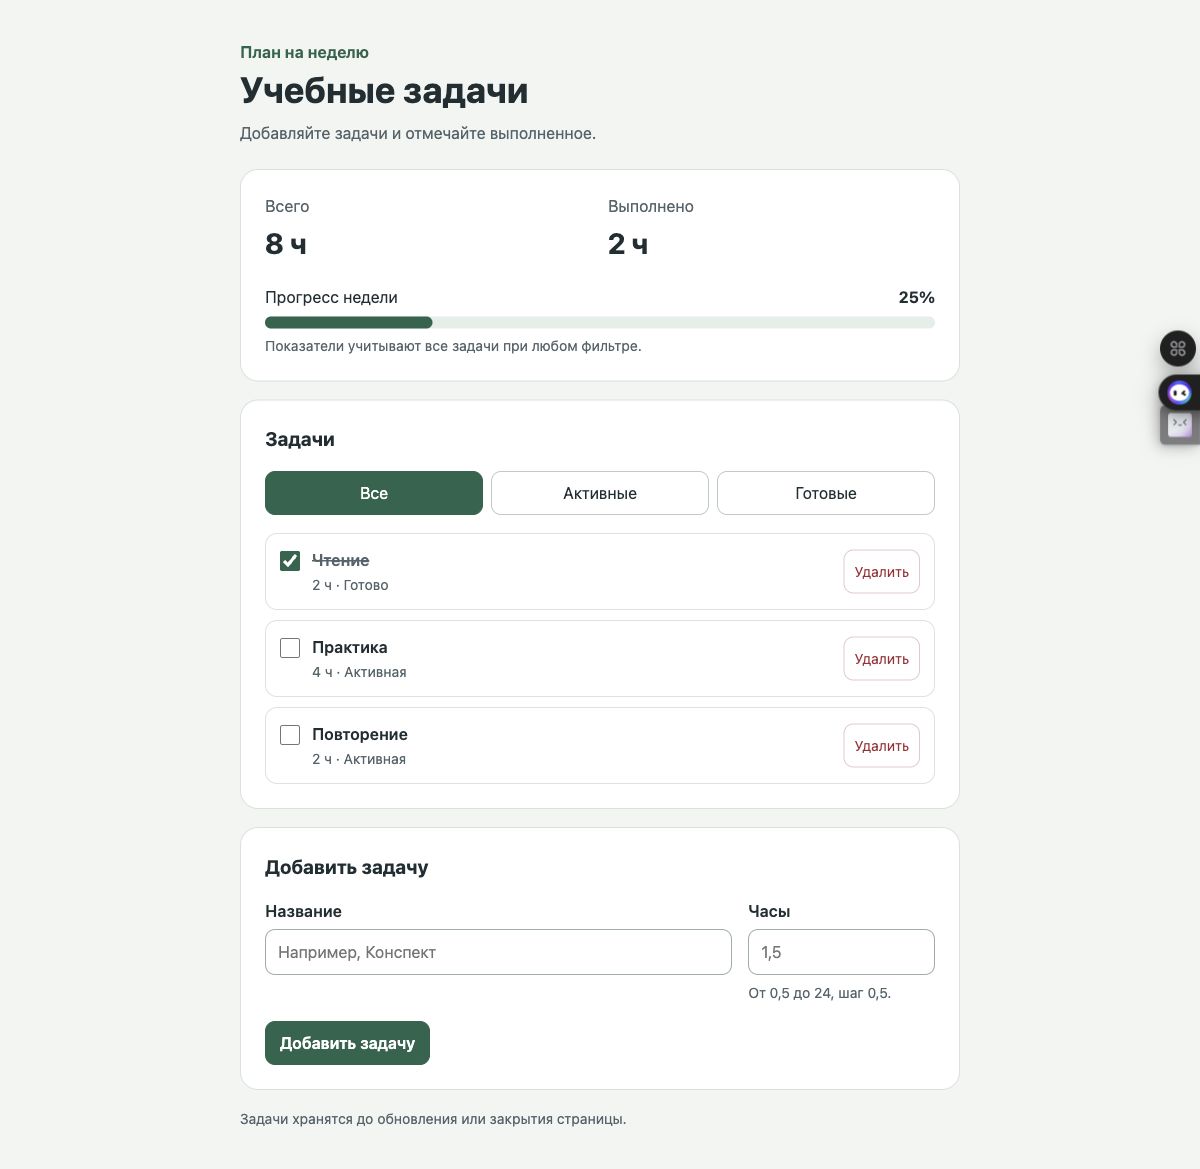 План на неделю
Учебные задачи
Добавляйте задачи и отмечайте выполненное.
Всего
Выполнено
8 ч
2 ч
Прогресс недели
25%
Показатели учитывают все задачи при любом фильтре.
Задачи
Все
Активные
Готовые
Чтение
2 ч · Готово
Удалить
Практика
4 ч · Активная
Удалить
Повторение
2 ч · Активная
Удалить
Добавить задачу
Название
Часы
Например, Конспект
1,5
От 0,5 до 24, шаг 0,5.
Добавить задачу
Задачи хранятся до обновления или закрытия страницы.